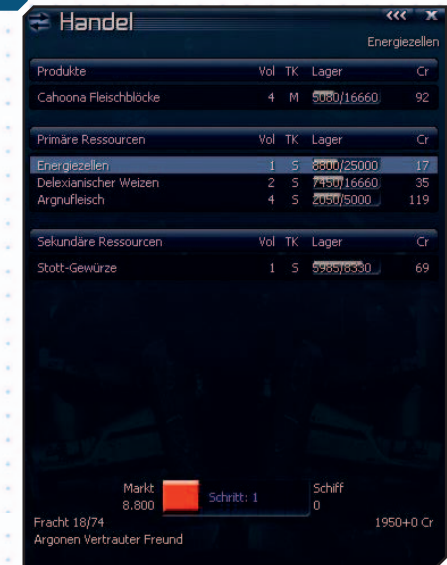 Handel <<< x
Energiezellen
Produkte Vol TK Lager Cr
Cahoona Fleischblöcke 4 M 5080/16660 92
Primäre Ressourcen Vol TK Lager Cr
Energiezellen 1 S 8800/25000 17
Delexianischer Weizen 2 S 7450/16660 35
Argnufleisch 4 S 2050/5000 119
Sekundäre Ressourcen Vol TK Lager Cr
Stott-Gewürze 1 S 5985/8330 69
Markt Schiff
8.800 Schritt: 1 0
Fracht 18/74 1950+0 Cr
Argonen Vertrauter Freund